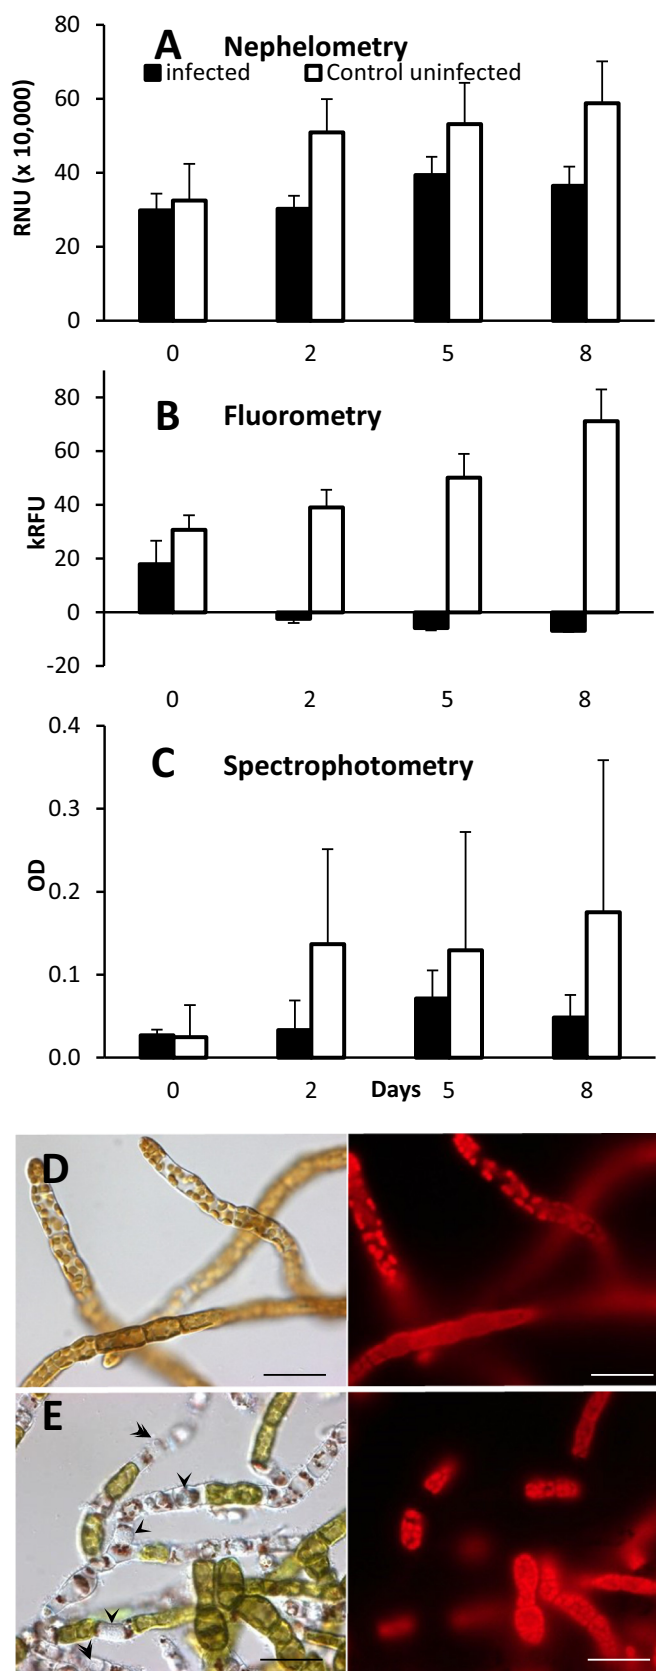 80
A Nephelometry
infected Control uninfected
60
RNU (x 10,000)
40
20
0
0 2 5 8
80
B Fluorometry
60
kRFU
40
20
0
-20
0 2 5 8
0.4
C Spectrophotometry
0.3
OD
0.2
0.1
0.0
0 2 Days 5 8
D
E